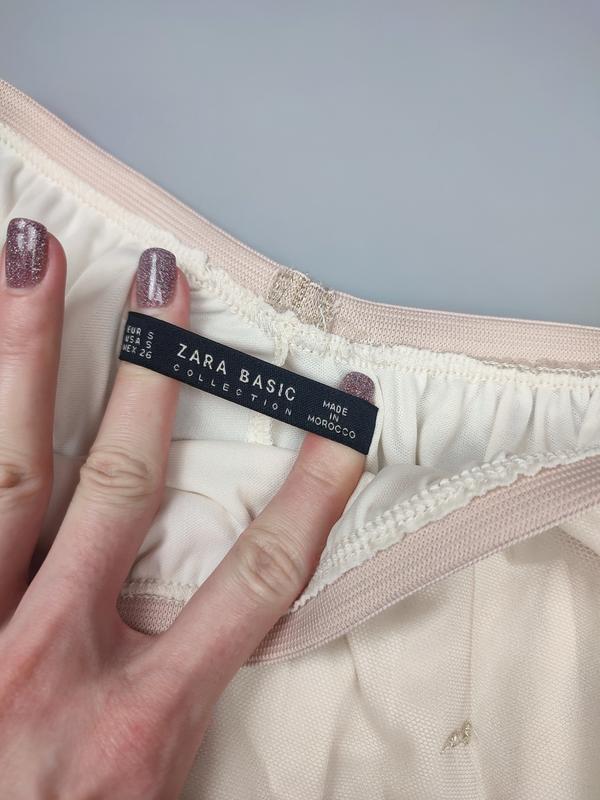 EUR S
USA S
MEX 26
ZARA BASIC
COLLECTION
MADE
IN
MOROCCO